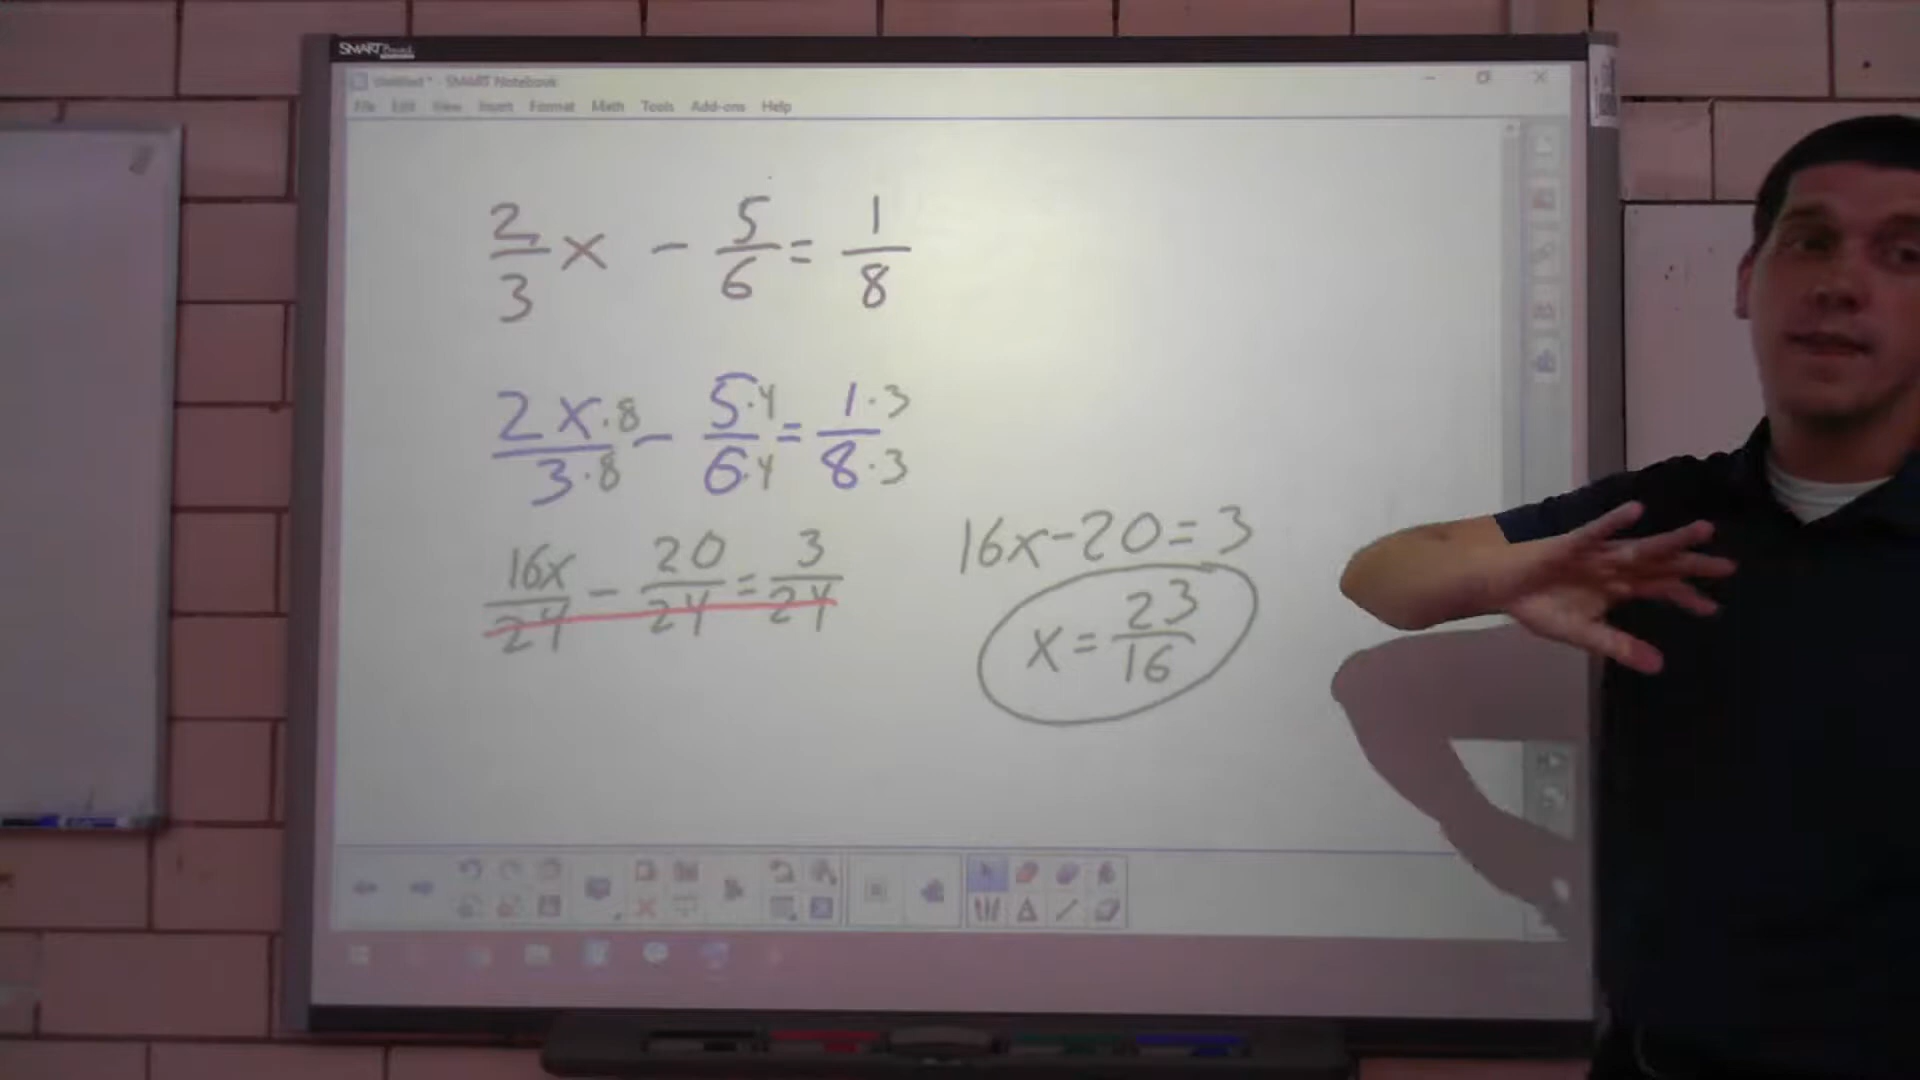 SMART Board
Untitled * - SMART Notebook
File Edit View Insert Format Math Tools Add-ons Help
2/3 x - 5/6 = 1/8
2x·8/3·8 - 5·4/6·4 = 1·3/8·3
16x/24 - 20/24 = 3/24
16x-20=3
x = 23/16